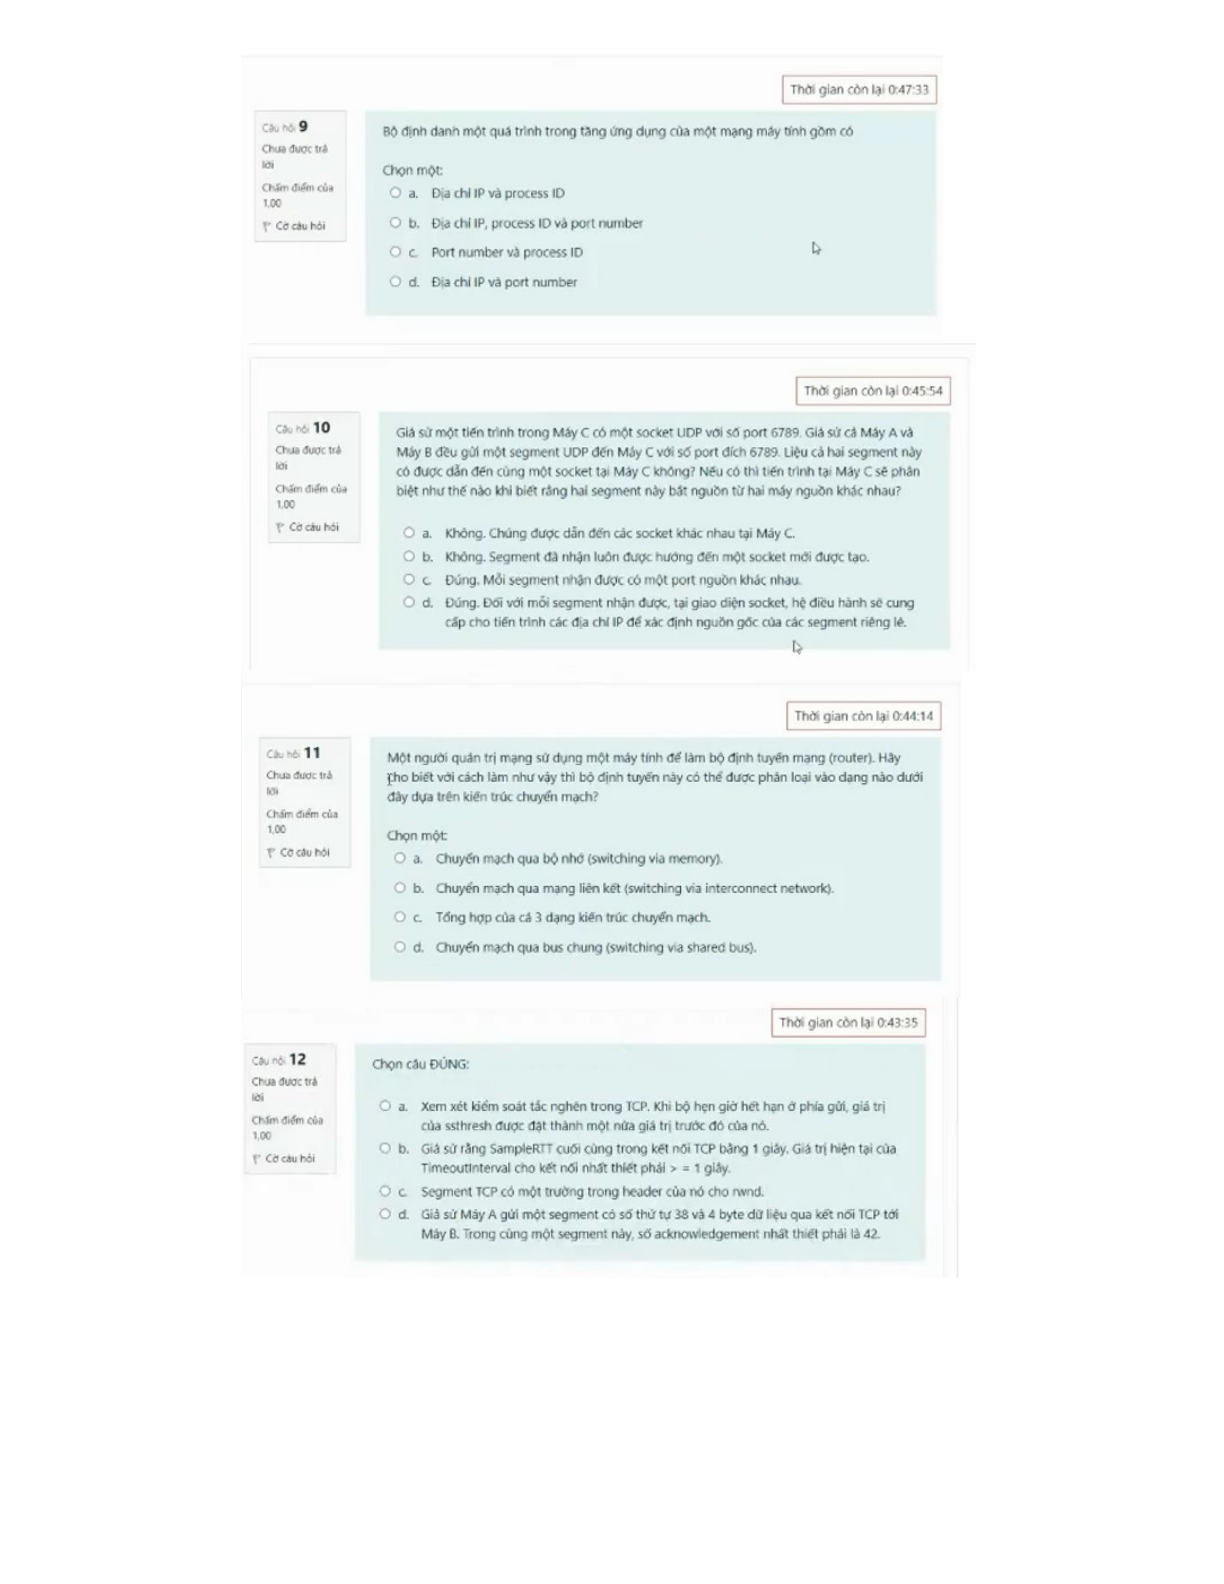 Thời gian còn lại 0:47:33
Câu hỏi 9
Chưa được trả
lời
Chấm điểm của
1,00
Cờ câu hỏi
Bộ định danh một quá trình trong tầng ứng dụng của một mạng máy tính gồm có
Chọn một:
a. Địa chỉ IP và process ID
b. Địa chỉ IP, process ID và port number
c. Port number và process ID
d. Địa chỉ IP và port number
Thời gian còn lại 0:45:54
Câu hỏi 10
Chưa được trả
lời
Chấm điểm của
1,00
Cờ câu hỏi
Giả sử một tiến trình trong Máy C có một socket UDP với số port 6789. Giả sử cả Máy A và
Máy B đều gửi một segment UDP đến Máy C với số port đích 6789. Liệu cả hai segment này
có được dẫn đến cùng một socket tại Máy C không? Nếu có thì tiến trình tại Máy C sẽ phân
biệt như thế nào khi biết rằng hai segment này bắt nguồn từ hai máy nguồn khác nhau?
a. Không. Chúng được dẫn đến các socket khác nhau tại Máy C.
b. Không. Segment đã nhận luôn được hướng đến một socket mới được tạo.
c. Đúng. Mỗi segment nhận được có một port nguồn khác nhau.
d. Đúng. Đối với mỗi segment nhận được, tại giao diện socket, hệ điều hành sẽ cung
cấp cho tiến trình các địa chỉ IP để xác định nguồn gốc của các segment riêng lẻ.
Thời gian còn lại 0:44:14
Câu hỏi 11
Chưa được trả
lời
Chấm điểm của
1,00
Cờ câu hỏi
Một người quản trị mạng sử dụng một máy tính để làm bộ định tuyến mạng (router). Hãy
cho biết với cách làm như vậy thì bộ định tuyến này có thể được phân loại vào dạng nào dưới
đây dựa trên kiến trúc chuyển mạch?
Chọn một:
a. Chuyển mạch qua bộ nhớ (switching via memory).
b. Chuyển mạch qua mạng liên kết (switching via interconnect network).
c. Tổng hợp của cả 3 dạng kiến trúc chuyển mạch.
d. Chuyển mạch qua bus chung (switching via shared bus).
Thời gian còn lại 0:43:35
Câu hỏi 12
Chưa được trả
lời
Chấm điểm của
1,00
Cờ câu hỏi
Chọn câu ĐÚNG:
a. Xem xét kiểm soát tắc nghẽn trong TCP. Khi bộ hẹn giờ hết hạn ở phía gửi, giá trị
của ssthresh được đặt thành một nửa giá trị trước đó của nó.
b. Giả sử rằng SampleRTT cuối cùng trong kết nối TCP bằng 1 giây. Giá trị hiện tại của
TimeoutInterval cho kết nối nhất thiết phải > = 1 giây.
c. Segment TCP có một trường trong header của nó cho rwnd.
d. Giả sử Máy A gửi một segment có số thứ tự 38 và 4 byte dữ liệu qua kết nối TCP tới
Máy B. Trong cùng một segment này, số acknowledgement nhất thiết phải là 42.